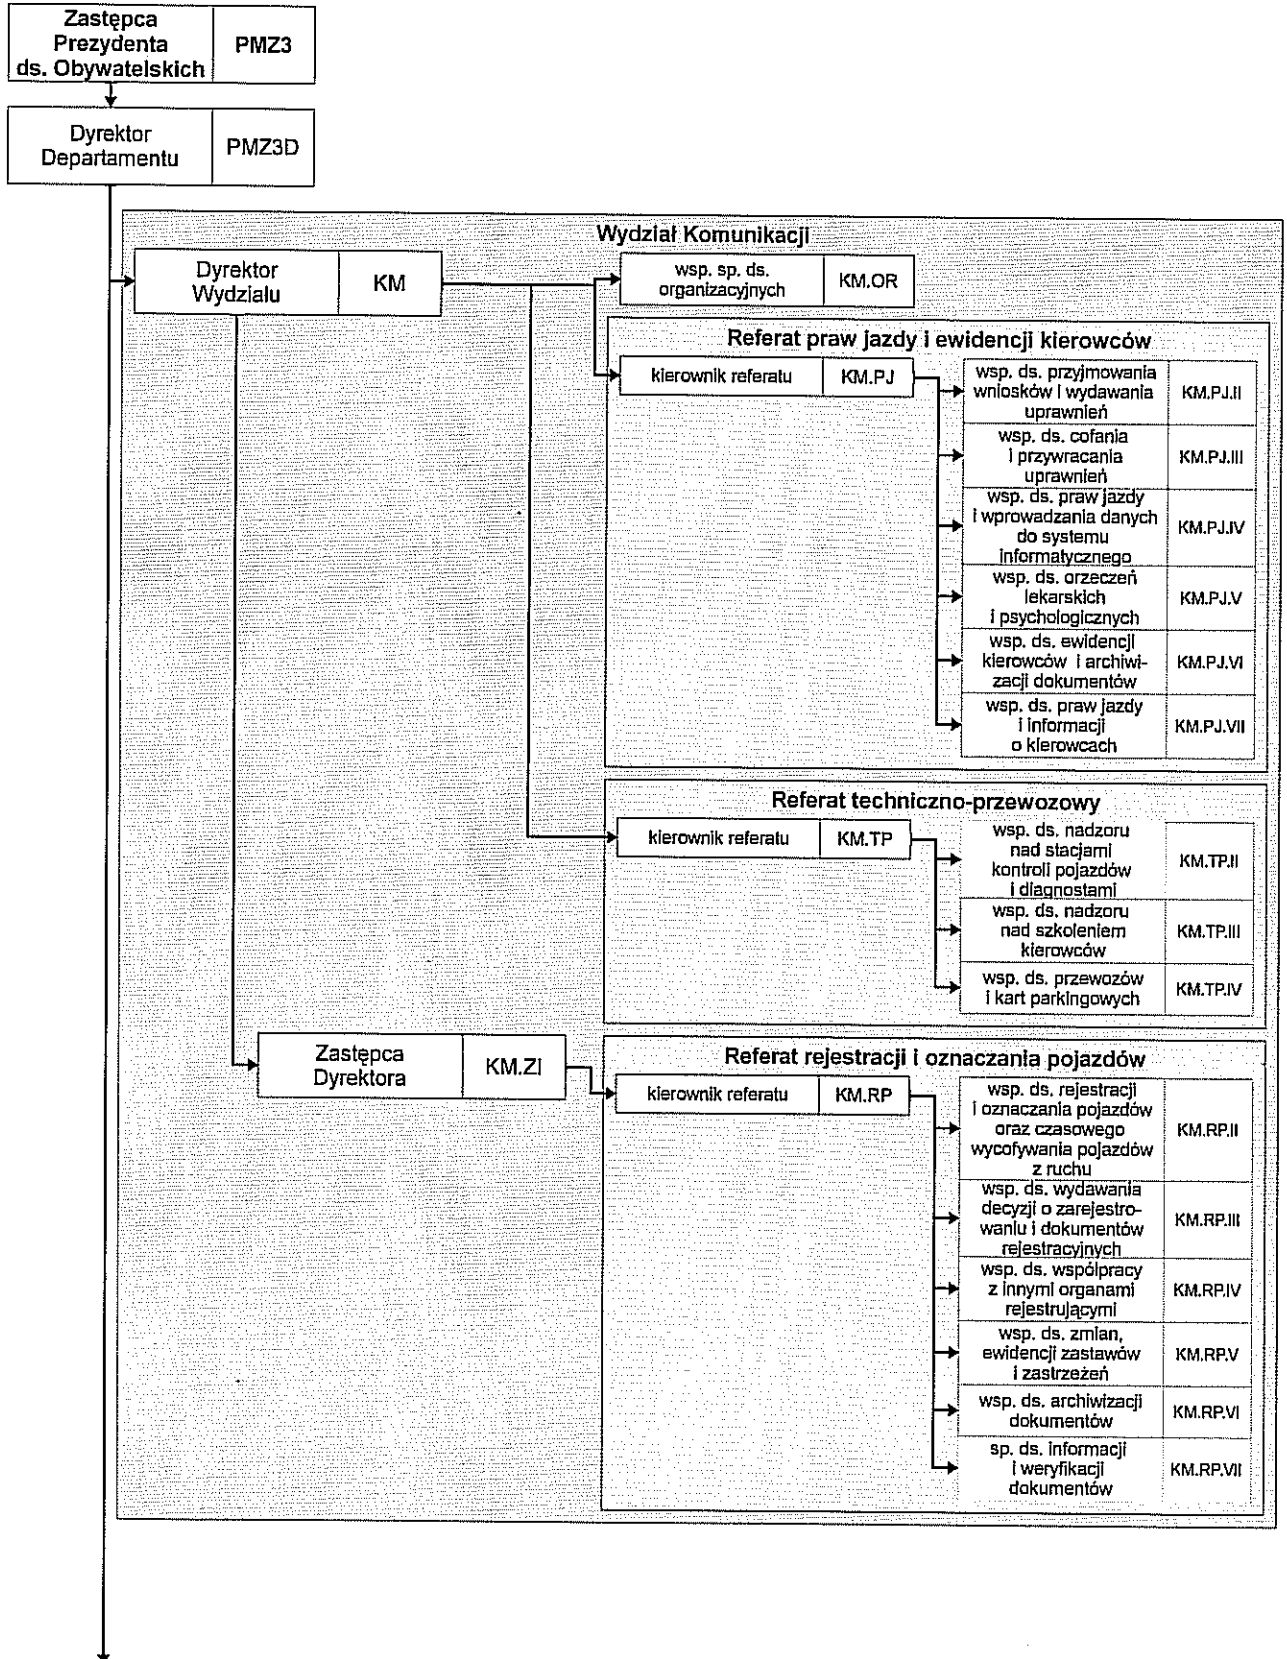 Zastępca
Prezydenta
ds. Obywatelskich
PMZ3
Dyrektor
Departamentu
PMZ3D
Wydział Komunikacji
Dyrektor
Wydziału
KM
wsp. sp. ds.
organizacyjnych
KM.OR
Referat praw jazdy i ewidencji kierowców
kierownik referatu
KM.PJ
wsp. ds. przyjmowania
wniosków i wydawania
uprawnień
KM.PJ.II
wsp. ds. cofania
i przywracania
uprawnień
KM.PJ.III
wsp. ds. praw jazdy
i wprowadzania danych
do systemu
informatycznego
KM.PJ.IV
wsp. ds. orzeczeń
lekarskich
i psychologicznych
KM.PJ.V
wsp. ds. ewidencji
kierowców i archiwi-
zacji dokumentów
KM.PJ.VI
wsp. ds. praw jazdy
i informacji
o kierowcach
KM.PJ.VII
Referat techniczno-przewozowy
kierownik referatu
KM.TP
wsp. ds. nadzoru
nad stacjami
kontroli pojazdów
i diagnostami
KM.TP.II
wsp. ds. nadzoru
nad szkoleniem
kierowców
KM.TP.III
wsp. ds. przewozów
i kart parkingowych
KM.TP.IV
Zastępca
Dyrektora
KM.ZI
Referat rejestracji i oznaczania pojazdów
kierownik referatu
KM.RP
wsp. ds. rejestracji
i oznaczania pojazdów
oraz czasowego
wycofywania pojazdów
z ruchu
KM.RP.II
wsp. ds. wydawania
decyzji o zarejestro-
waniu i dokumentów
rejestracyjnych
KM.RP.III
wsp. ds. współpracy
z innymi organami
rejestrującymi
KM.RP.IV
wsp. ds. zmian,
ewidencji zastawów
i zastrzeżeń
KM.RP.V
wsp. ds. archiwizacji
dokumentów
KM.RP.VI
sp. ds. informacji
i weryfikacji
dokumentów
KM.RP.VII